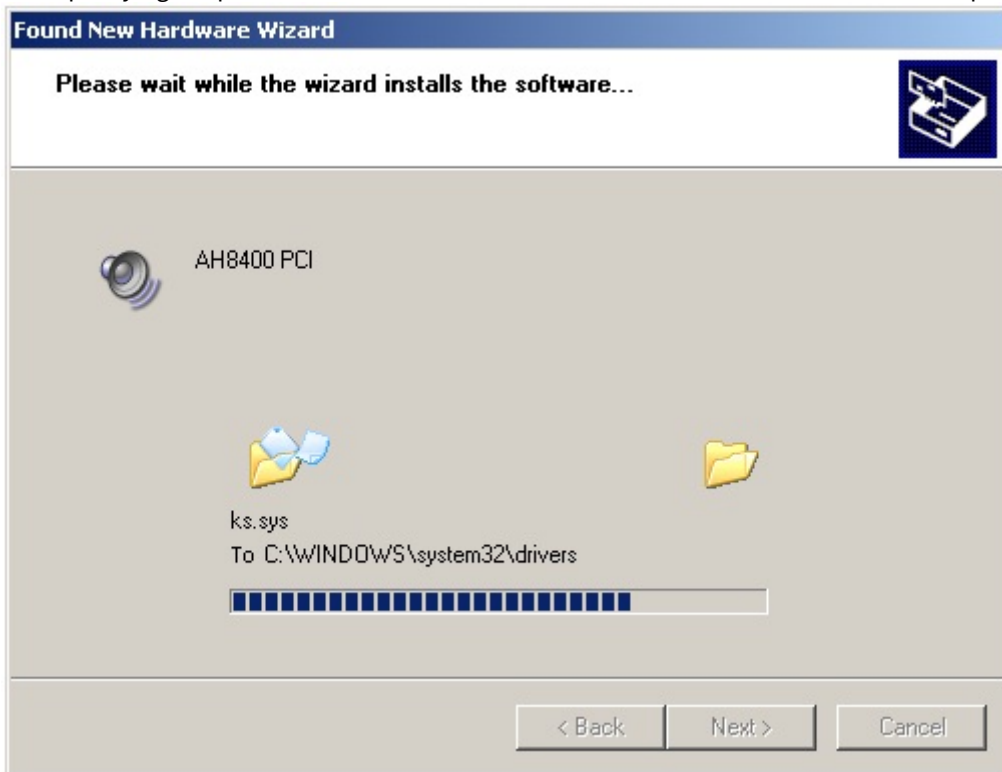 Found New Hardware Wizard
Please wait while the wizard installs the software...
AH8400 PCI
ks.sys
To C:\WINDOWS\system32\drivers
< Back
Next >
Cancel